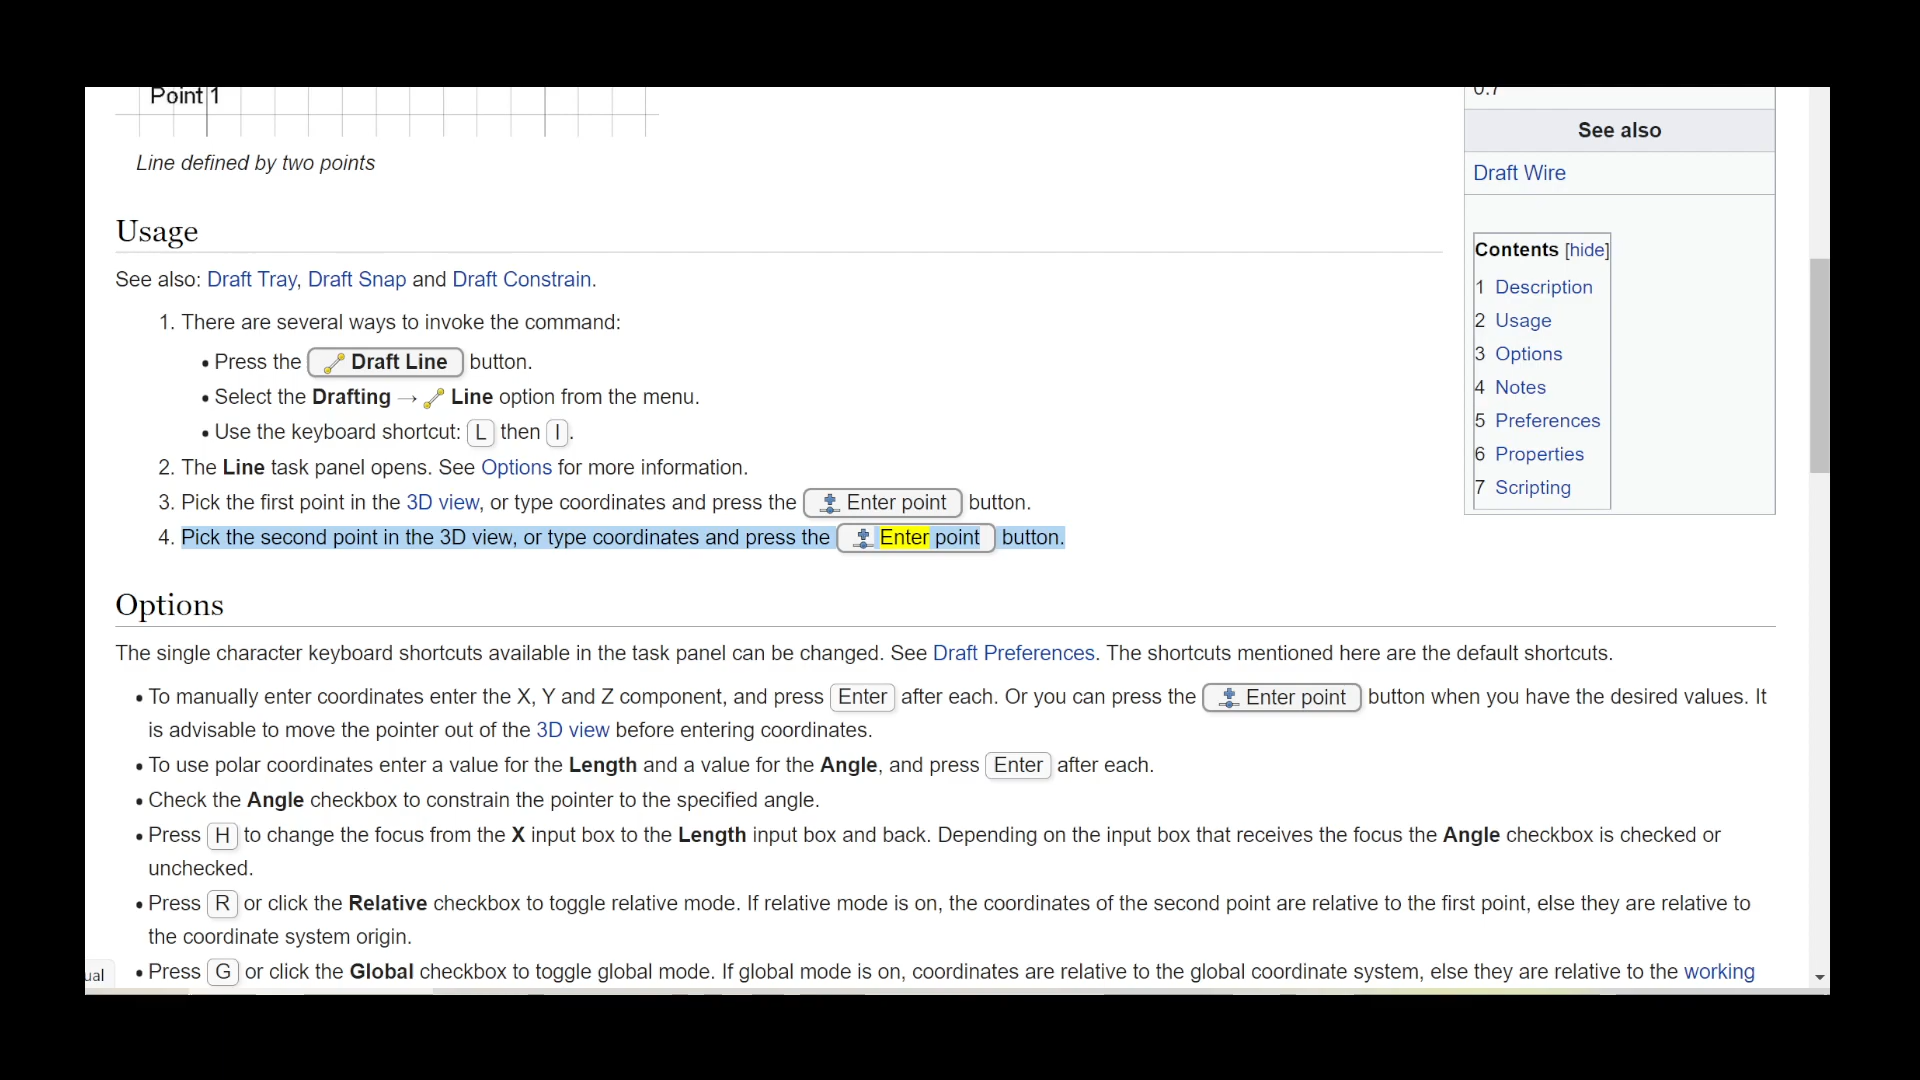 Point 1
Line defined by two points
Usage
See also: Draft Tray, Draft Snap and Draft Constrain.
1. There are several ways to invoke the command:
• Press the Draft Line button.
• Select the Drafting → Line option from the menu.
• Use the keyboard shortcut: L then I.
2. The Line task panel opens. See Options for more information.
3. Pick the first point in the 3D view, or type coordinates and press the Enter point button.
4. Pick the second point in the 3D view, or type coordinates and press the Enter point button.
Options
The single character keyboard shortcuts available in the task panel can be changed. See Draft Preferences. The shortcuts mentioned here are the default shortcuts.
• To manually enter coordinates enter the X, Y and Z component, and press Enter after each. Or you can press the Enter point button when you have the desired values. It
is advisable to move the pointer out of the 3D view before entering coordinates.
• To use polar coordinates enter a value for the Length and a value for the Angle, and press Enter after each.
• Check the Angle checkbox to constrain the pointer to the specified angle.
• Press H to change the focus from the X input box to the Length input box and back. Depending on the input box that receives the focus the Angle checkbox is checked or
unchecked.
• Press R or click the Relative checkbox to toggle relative mode. If relative mode is on, the coordinates of the second point are relative to the first point, else they are relative to
the coordinate system origin.
• Press G or click the Global checkbox to toggle global mode. If global mode is on, coordinates are relative to the global coordinate system, else they are relative to the working
ual
0.7
See also
Draft Wire
Contents [hide]
1 Description
2 Usage
3 Options
4 Notes
5 Preferences
6 Properties
7 Scripting